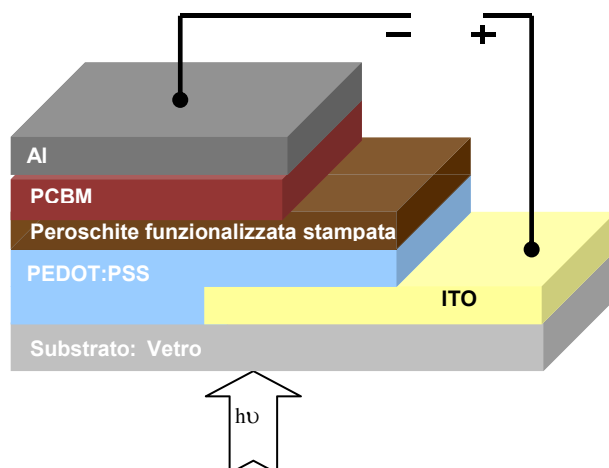 − +
Al
PCBM
Peroschite funzionalizzata stampata
PEDOT:PSS
ITO
Substrato: Vetro
hυ